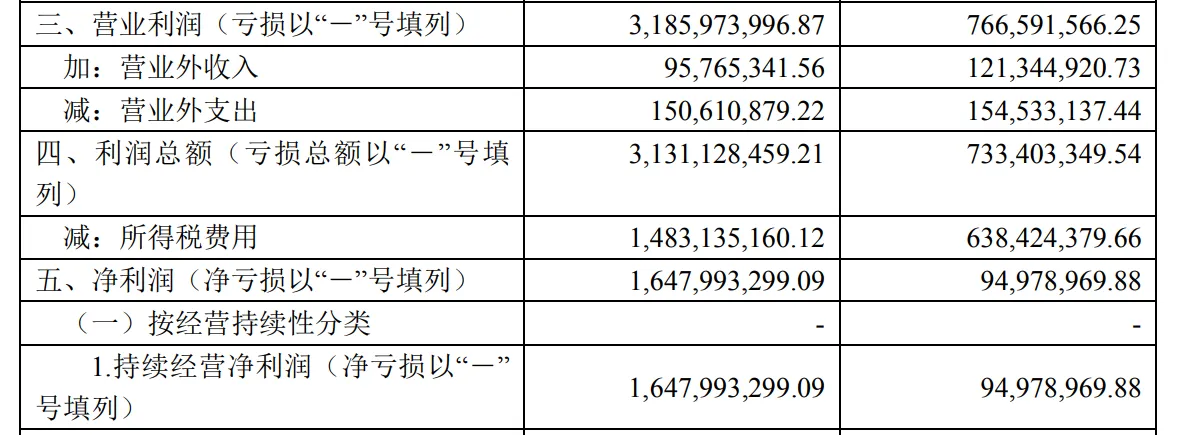 三、营业利润（亏损以“－”号填列） 3,185,973,996.87 766,591,566.25
加：营业外收入 95,765,341.56 121,344,920.73
减：营业外支出 150,610,879.22 154,533,137.44
四、利润总额（亏损总额以“－”号填 3,131,128,459.21 733,403,349.54
列）
减：所得税费用 1,483,135,160.12 638,424,379.66
五、净利润（净亏损以“－”号填列） 1,647,993,299.09 94,978,969.88
（一）按经营持续性分类 - -
1.持续经营净利润（净亏损以“－” 1,647,993,299.09 94,978,969.88
号填列）